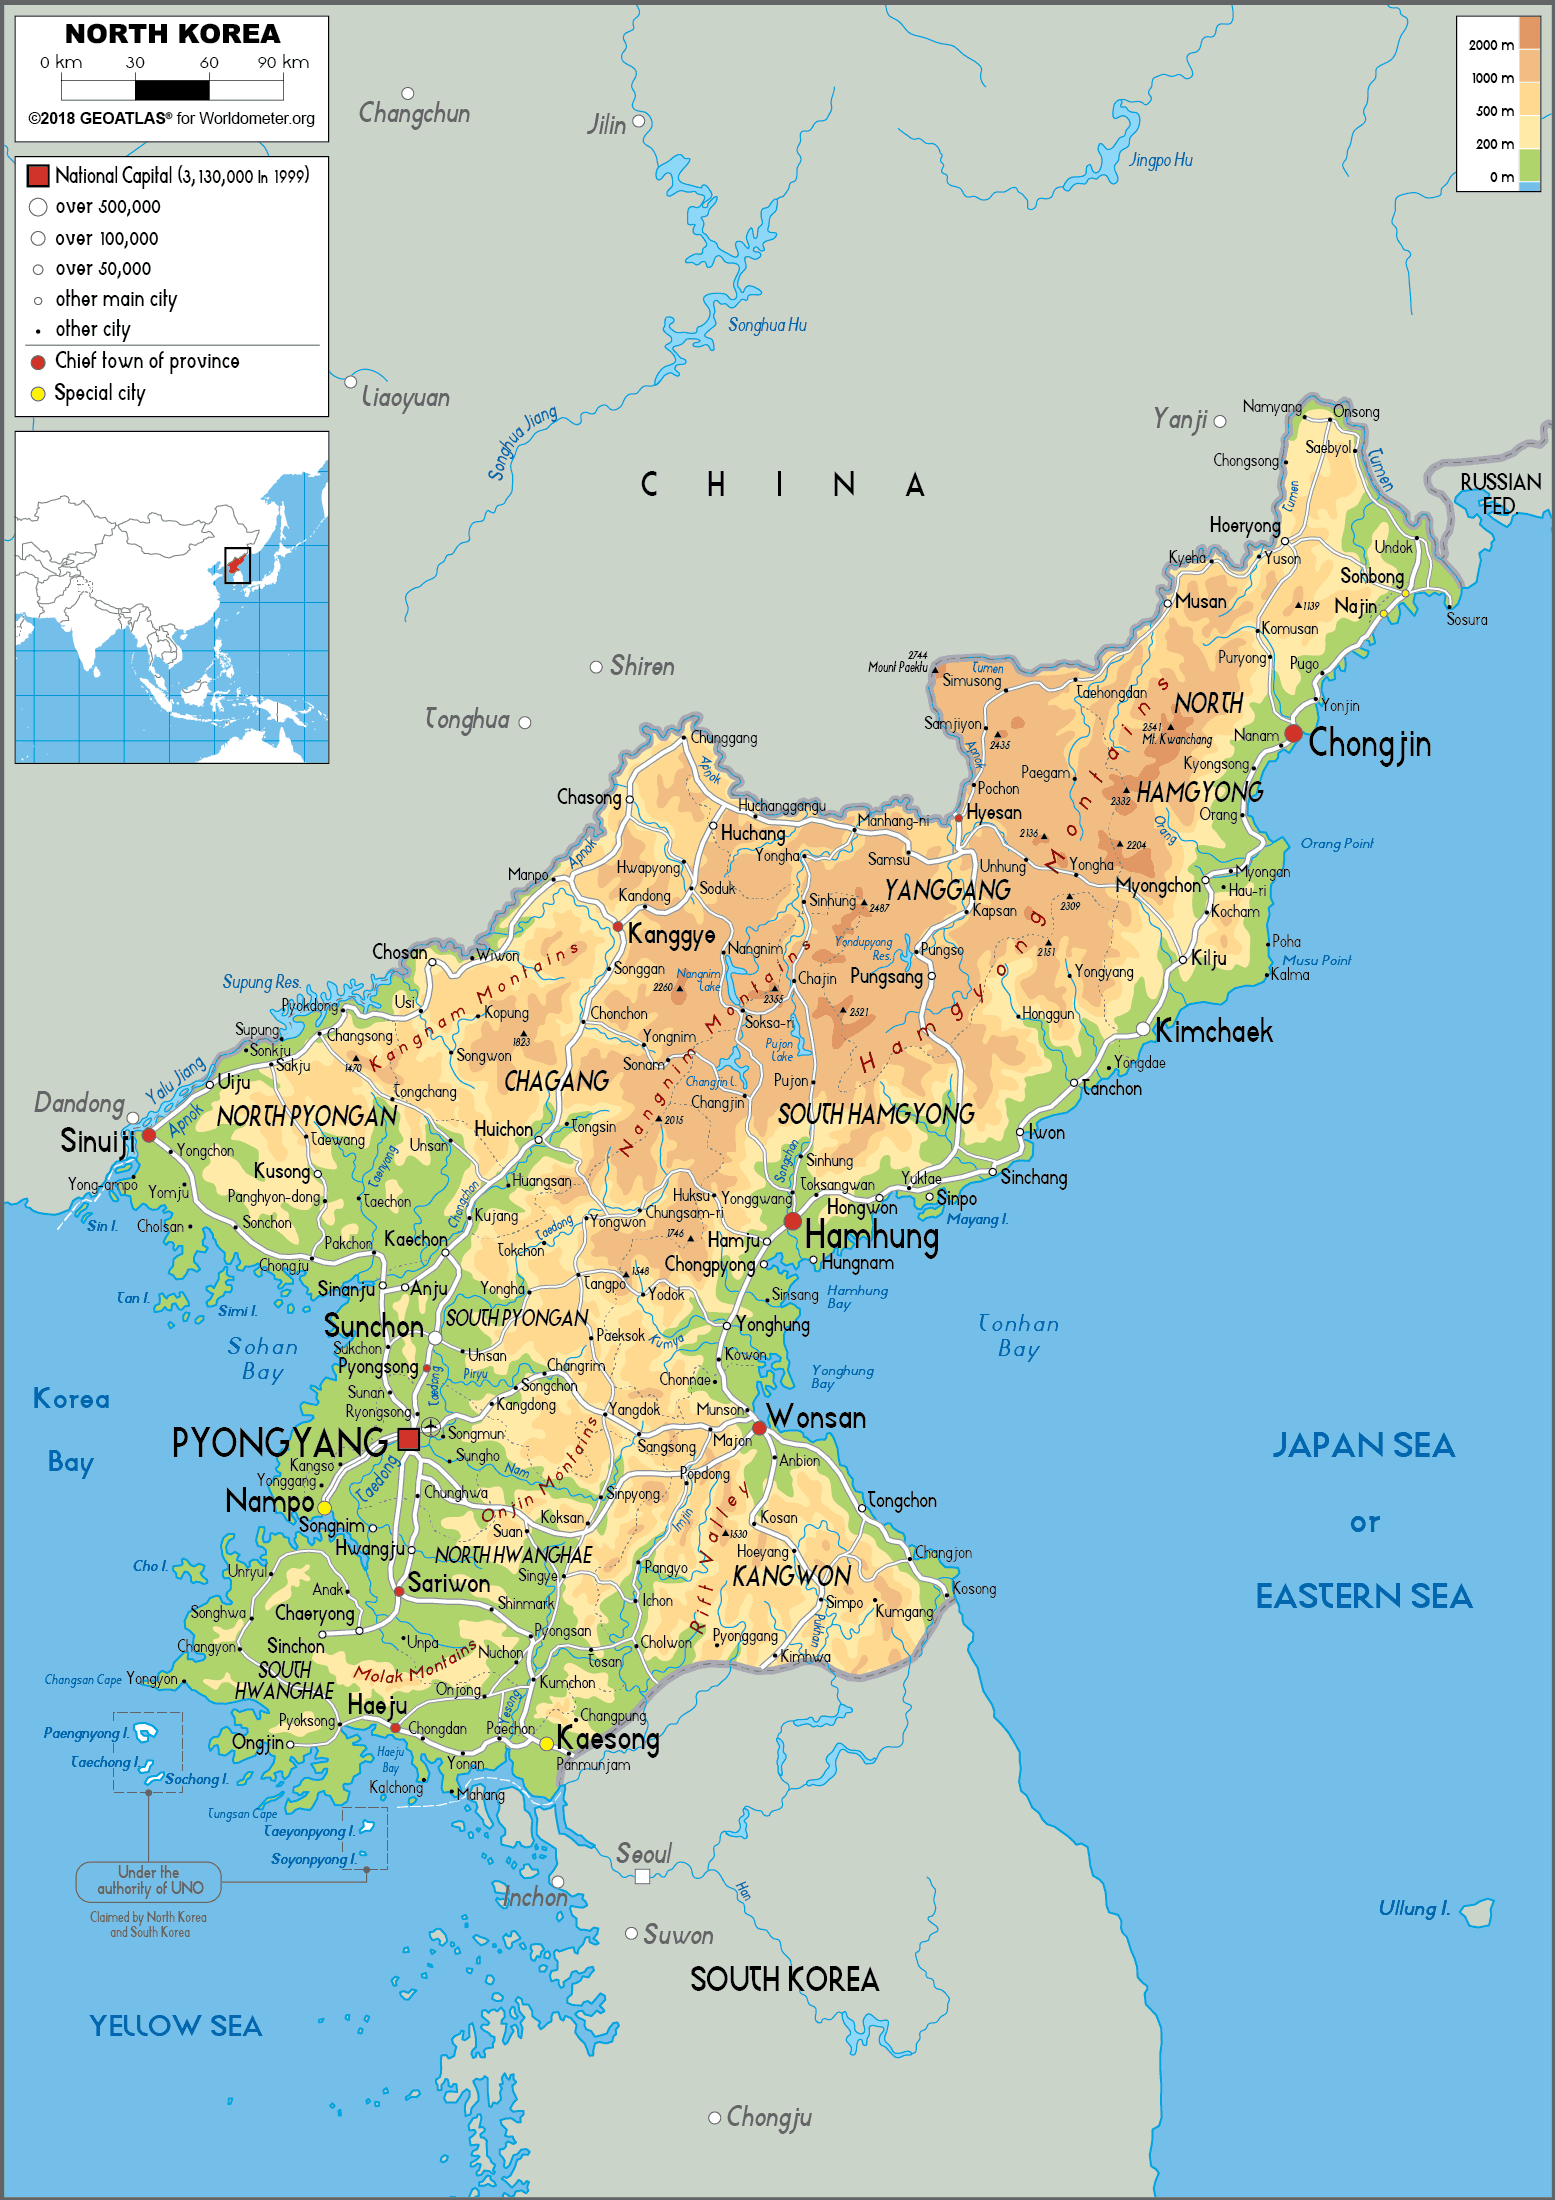 NORTH KOREA
0 km 30 60 90 km
©2018 GEOATLAS® for Worldometer.org
National Capital (3,130,000 In 1999)
over 500,000
over 100,000
over 50,000
other main city
other city
Chief town of province
Special city
2000 m
1000 m
500 m
200 m
0 m
Changchun
Jilin
Jingpo Hu
Songhua Hu
Liaoyuan
Songhua Jiang
CHINA
Yanji
Namyang
Onsong
Saebyol
Chongsong
Tumen
Tumen
RUSSIAN
FED.
Hoeryong
Undok
Kyeha
Yuson
Sonbong
Musan
1139
Najin
Sosura
Komusan
Shiren
2744
Mount Paektu
Tumen
Simusong
Puryong
Pugo
Taehongdan
NORTH
Yonjin
Tonghua
Samjiyon
2435
2541
Mt. Kwanchang
Nanam
Chongjin
Chunggang
Apnok
Apnok
Paegam
Kyongsong
Pochon
2332
HAMGYONG
Chasong
Huchanggangu
Hyesan
Orang
Orang
Huchang
Manhang-ni
2136
2204
Orang Point
Apnok
Yongha
Samsu
Unhung
Yongha
Myongan
Manpo
Hwapyong
Soduk
YANGGANG
Myongchon
Hau-ri
Kandong
Sinhung
2487
Kapsan
2309
Kocham
Kanggye
Yondupyong
Res.
Pungso
2151
Poha
Chosan
Wiwon
Nangnim
Kilju
Musu Point
Songgan
Nangnim
Lake
Chajin
Pungsang
Yongyang
Kalma
Supung Res.
2260
2355
Pyokdong
Usi
Kopung
Chonchon
Soksa-ri
2521
Honggun
Kimchaek
Supung
Changsong
1823
Yongnim
Pujon
Lake
Hamgyong Montains
Sonkju
Songwon
Sonam
Yongdae
Sakju
1470
Kangnam Montains
CHAGANG
Changjin L.
Pujon
Tanchon
Yalu Jiang
Uiju
Tongchang
Changjin
Dandong
Apnok
NORTH PYONGAN
Nangnim Montains
2015
SOUTH HAMGYONG
Sinuiji
Taewang
Huichon
Tongsin
Iwon
Yongchon
Unsan
Songchon
Sinhung
Kusong
Taenyong
Sinchang
Yong-ampo
Yomju
Panghyon-dong
Taechon
Huangsan
Huksu
Yonggwang
Toksangwan
Yuktae
Sin I.
Cholsan
Sonchon
Chongchon
Kujang
Taedong
Yongwon
Chungsam-ri
Hongwon
Sinpo
Mayang I.
Pakchon
Kaechon
Tokchon
1746
Hamju
Hamhung
Chongju
Chongpyong
Hungnam
Tan I.
Simi I.
Sinanju
Anju
Yongha
Tangpo
1548
Yodok
Sinsang
Hamhung
Bay
SOUTH PYONGAN
Sunchon
Paeksok
Kumya
Yonghung
Tonhan
Bay
Sohan
Bay
Sukchon
Unsan
Kowon
Pyongsong
Changrim
Piryu
Taedong
Songchon
Chonnae
Yonghung
Bay
Korea
Bay
Sunan
Kangdong
Yangdok
Munson
Ryongsong
Wonsan
PYONGYANG
Songmun
Sangsong
Majon
JAPAN SEA
or
EASTERN SEA
Kangso
Sungho
Nam
Anbion
Yonggang
Taedong
Onjin Montains
Popdong
Nampo
Chunghwa
Sinpyong
Tongchon
Songnim
Suan
Koksan
Imjin
Kosan
Hwangju
NORTH HWANGHAE
1530
Hoeyang
Changjon
Cho I.
Unryul
Singye
Pangyo
Rift Valley
KANGWON
Anak
Sariwon
Kosong
Songhwa
Chaeryong
Shinmark
Ichon
Simpo
Kumgang
Sinchon
Unpa
Pyongsan
Cholwon
Pyonggang
Pukhan
Changyon
SOUTH
HWANGHAE
Molak Montains
Nuchon
Tosan
Kimhwa
Changsan Cape
Yongyon
Onjong
Kumchon
Haeju
Yesong
Pyoksong
Chongdan
Paechon
Changpung
Paengnyong I.
Ongjin
Kaesong
Haeju
Bay
Yonan
Panmunjam
Taechong I.
Sochong I.
Kalchong
Mahang
Tungsan Cape
Taeyonpyong I.
Soyonpyong I.
Under the
authority of UNO
Claimed by North Korea
and South Korea
Seoul
Inchon
Han
Suwon
Ullung I.
SOUTH KOREA
YELLOW SEA
Chongju